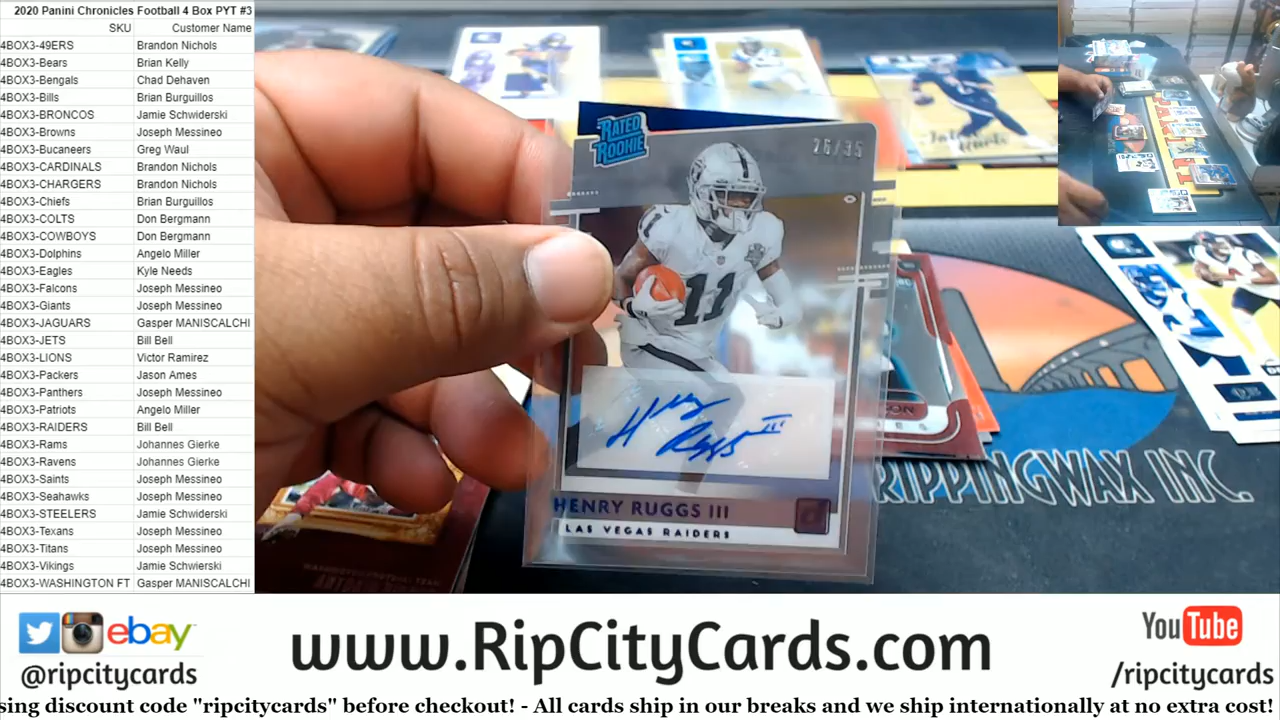 2020 Panini Chronicles Football 4 Box PYT #3
SKU Customer Name
4BOX3-49ERS Brandon Nichols
4BOX3-Bears Brian Kelly
4BOX3-Bengals Chad Dehaven
4BOX3-Bills Brian Burguillos
4BOX3-BRONCOS Jamie Schwiderski
4BOX3-Browns Joseph Messineo
4BOX3-Bucaneers Greg Waul
4BOX3-CARDINALS Brandon Nichols
4BOX3-CHARGERS Brandon Nichols
4BOX3-Chiefs Brian Burguillos
4BOX3-COLTS Don Bergmann
4BOX3-COWBOYS Don Bergmann
4BOX3-Dolphins Angelo Miller
4BOX3-Eagles Kyle Needs
4BOX3-Falcons Joseph Messineo
4BOX3-Giants Joseph Messineo
4BOX3-JAGUARS Gasper MANISCALCHI
4BOX3-JETS Bill Bell
4BOX3-LIONS Victor Ramirez
4BOX3-Packers Jason Ames
4BOX3-Panthers Joseph Messineo
4BOX3-Patriots Angelo Miller
4BOX3-RAIDERS Bill Bell
4BOX3-Rams Johannes Gierke
4BOX3-Ravens Johannes Gierke
4BOX3-Saints Joseph Messineo
4BOX3-Seahawks Joseph Messineo
4BOX3-STEELERS Jamie Schwiderski
4BOX3-Texans Joseph Messineo
4BOX3-Titans Joseph Messineo
4BOX3-Vikings Jamie Schwierski
4BOX3-WASHINGTON FT Gasper MANISCALCHI
RATED
ROOKIE
11
11
Henry
Ruggs III
HENRY RUGGS III
LAS VEGAS RAIDERS
RIPPINGWAX INC.
ebay
@ripcitycards
www.RipCityCards.com
YouTube
/ripcitycards
sing discount code "ripcitycards" before checkout! - All cards ship in our breaks and we ship internationally at no extra cost!